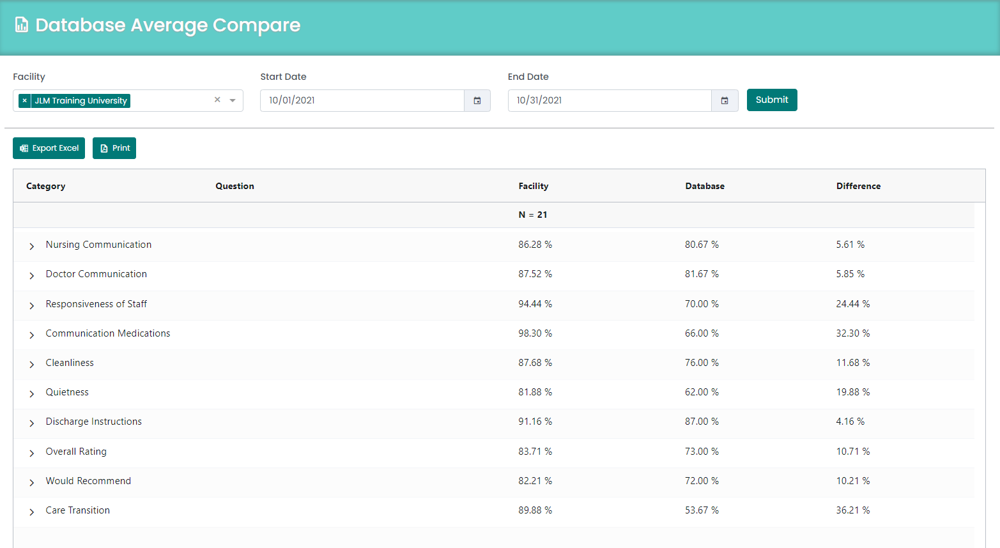 Database Average Compare
Facility Start Date End Date
× JLM Training University × 10/01/2021 10/31/2021 Submit
Export Excel Print
Category Question Facility Database Difference
N = 21
Nursing Communication 86.28 % 80.67 % 5.61 %
Doctor Communication 87.52 % 81.67 % 5.85 %
Responsiveness of Staff 94.44 % 70.00 % 24.44 %
Communication Medications 98.30 % 66.00 % 32.30 %
Cleanliness 87.68 % 76.00 % 11.68 %
Quietness 81.88 % 62.00 % 19.88 %
Discharge Instructions 91.16 % 87.00 % 4.16 %
Overall Rating 83.71 % 73.00 % 10.71 %
Would Recommend 82.21 % 72.00 % 10.21 %
Care Transition 89.88 % 53.67 % 36.21 %